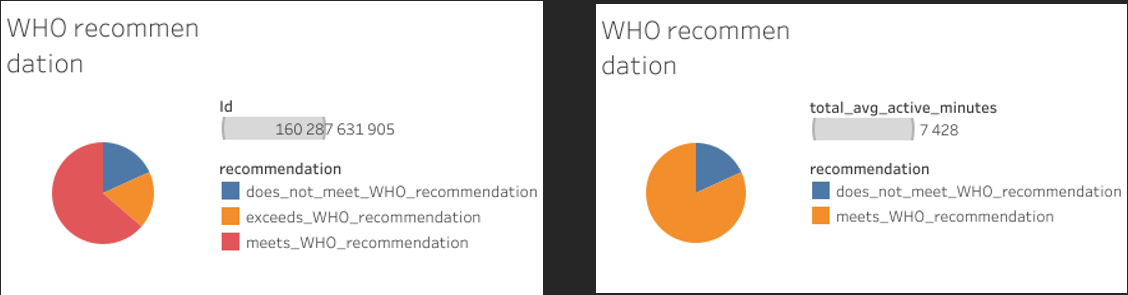 WHO recommen
dation
Id
160 287 631 905
recommendation
does_not_meet_WHO_recommendation
exceeds_WHO_recommendation
meets_WHO_recommendation
WHO recommen
dation
total_avg_active_minutes
7 428
recommendation
does_not_meet_WHO_recommendation
meets_WHO_recommendation